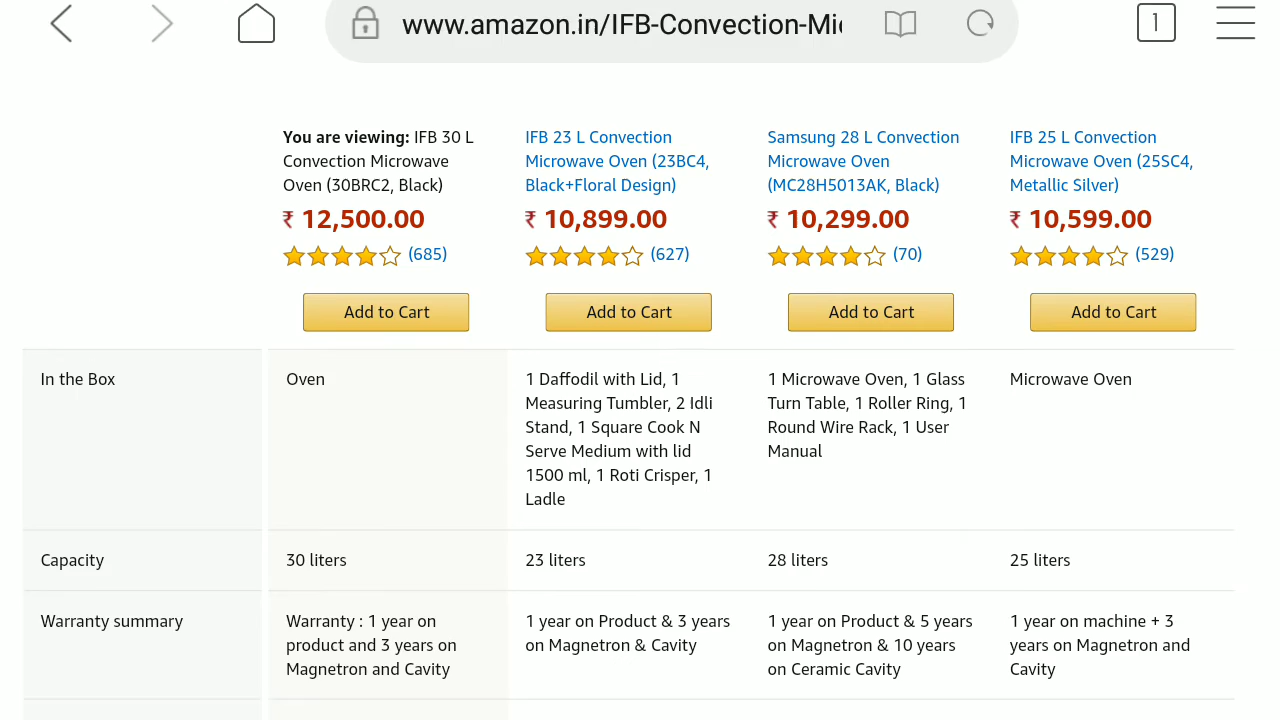 www.amazon.in/IFB-Convection-Mi
1
You are viewing: IFB 30 L
Convection Microwave
Oven (30BRC2, Black)
₹ 12,500.00
(685)
Add to Cart
IFB 23 L Convection
Microwave Oven (23BC4,
Black+Floral Design)
₹ 10,899.00
(627)
Add to Cart
Samsung 28 L Convection
Microwave Oven
(MC28H5013AK, Black)
₹ 10,299.00
(70)
Add to Cart
IFB 25 L Convection
Microwave Oven (25SC4,
Metallic Silver)
₹ 10,599.00
(529)
Add to Cart
In the Box
Oven
1 Daffodil with Lid, 1
Measuring Tumbler, 2 Idli
Stand, 1 Square Cook N
Serve Medium with lid
1500 ml, 1 Roti Crisper, 1
Ladle
1 Microwave Oven, 1 Glass
Turn Table, 1 Roller Ring, 1
Round Wire Rack, 1 User
Manual
Microwave Oven
Capacity
30 liters
23 liters
28 liters
25 liters
Warranty summary
Warranty : 1 year on
product and 3 years on
Magnetron and Cavity
1 year on Product & 3 years
on Magnetron & Cavity
1 year on Product & 5 years
on Magnetron & 10 years
on Ceramic Cavity
1 year on machine + 3
years on Magnetron and
Cavity